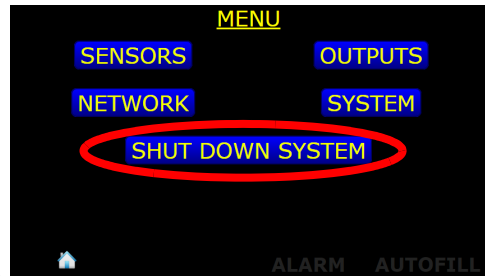 MENU
SENSORS OUTPUTS
NETWORK SYSTEM
SHUT DOWN SYSTEM
ALARM AUTOFILL